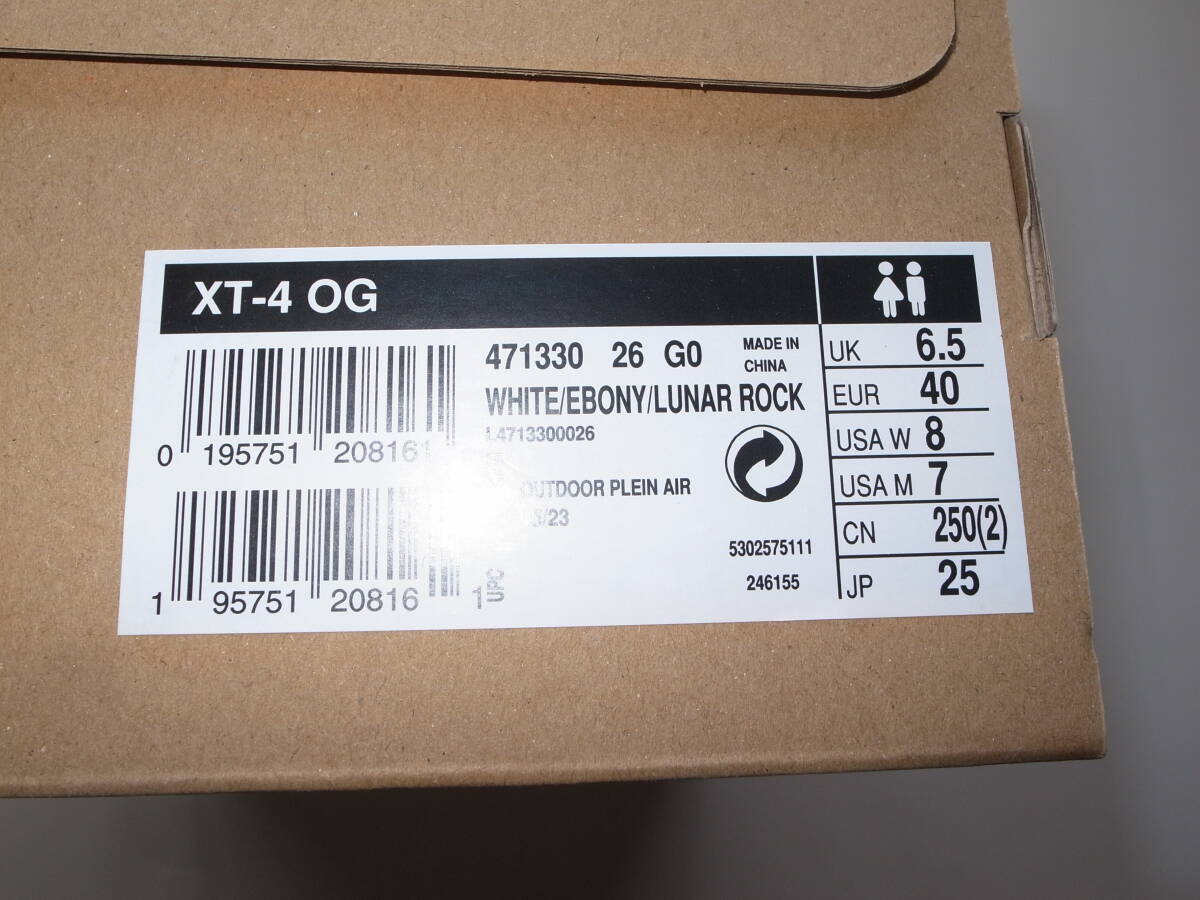 XT-4 OG
471330 26 G0
MADE IN
CHINA
WHITE/EBONY/LUNAR ROCK
L4713300026
OUTDOOR PLEIN AIR
/23
5302575111
246155
0 195751 208161
1 95751 20816 1
UPC
UK 6.5
EUR 40
USA W 8
USA M 7
CN 250(2)
JP 25